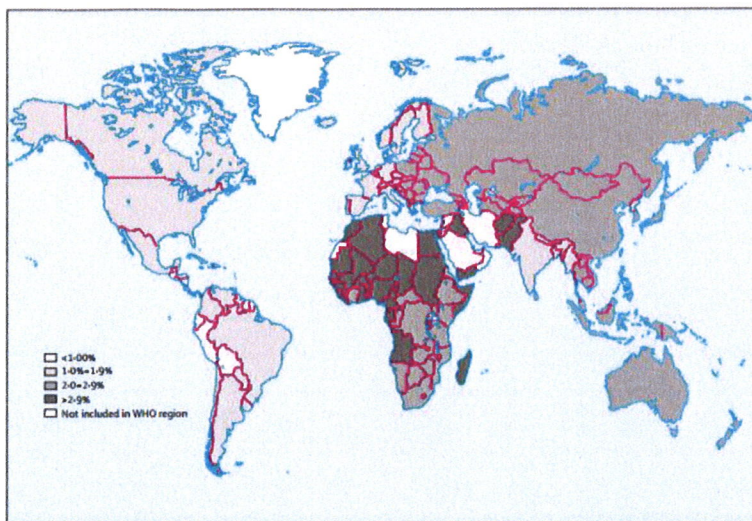 <1·00%
1·0%=1·9%
2·0=2·9%
>2·9%
Not included in WHO region